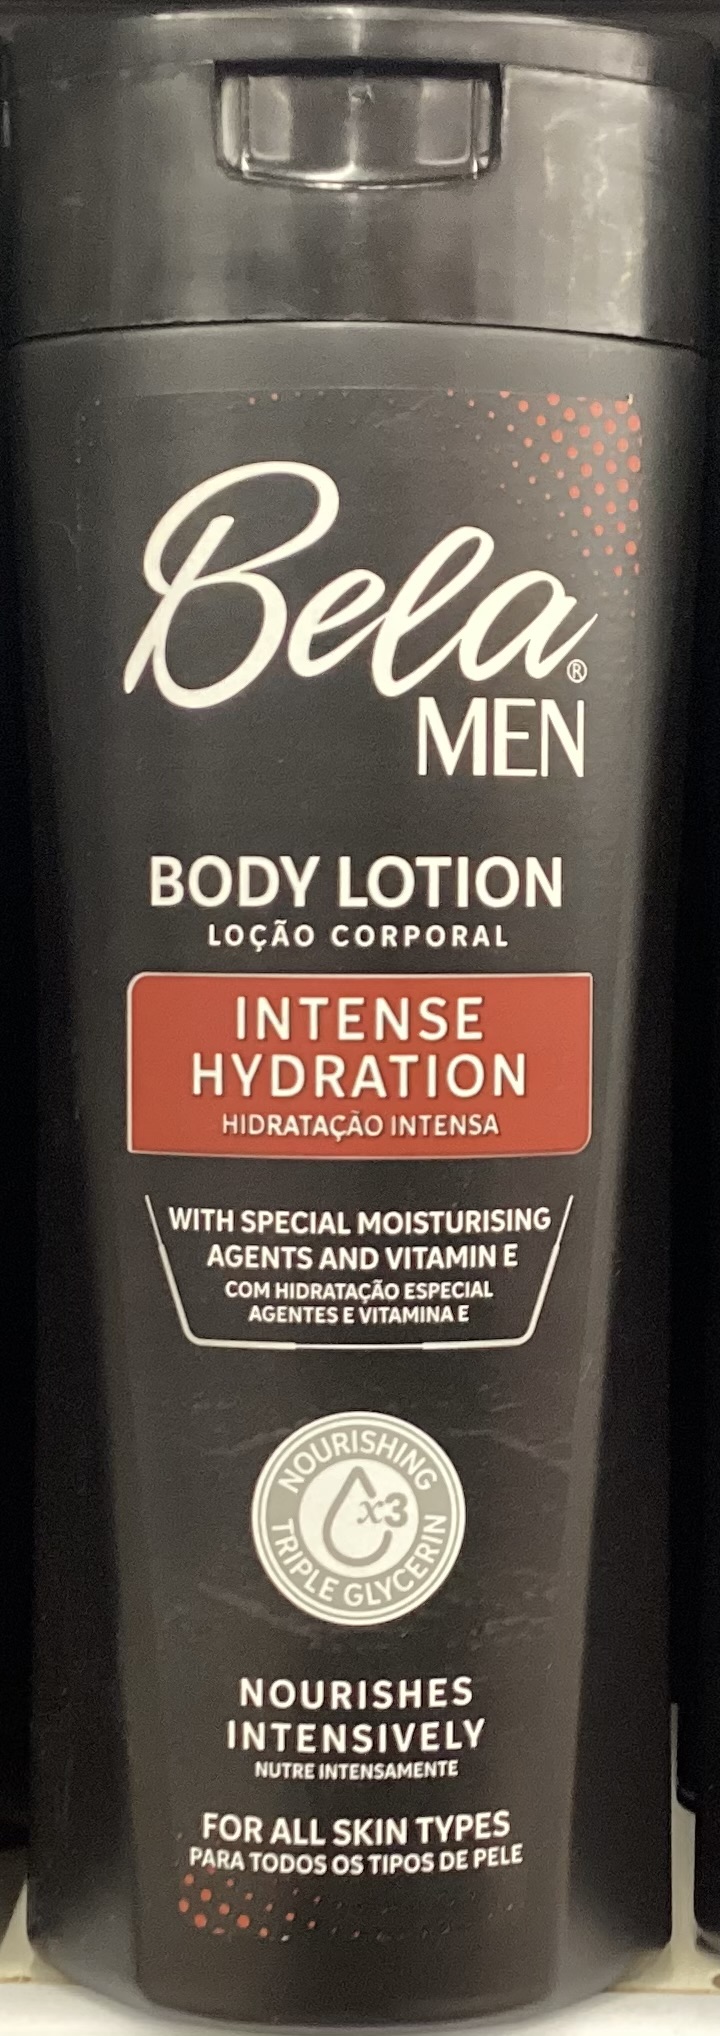 Bela®
MEN
BODY LOTION
LOÇÃO CORPORAL
INTENSE
HYDRATION
HIDRATAÇÃO INTENSA
WITH SPECIAL MOISTURISING
AGENTS AND VITAMIN E
COM HIDRATAÇÃO ESPECIAL
AGENTES E VITAMINA E
NOURISHING
x3
TRIPLE GLYCERIN
NOURISHES
INTENSIVELY
NUTRE INTENSAMENTE
FOR ALL SKIN TYPES
PARA TODOS OS TIPOS DE PELE